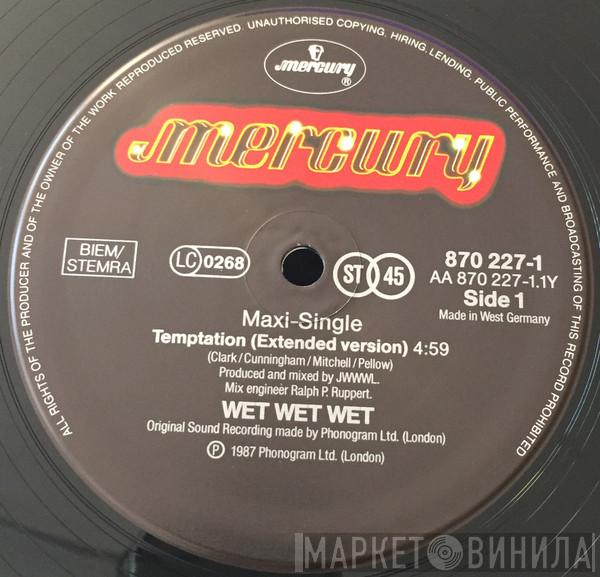 ALL RIGHTS OF THE PRODUCER AND OF THE OWNER OF THE WORK REPRODUCED RESERVED. UNAUTHORISED COPYING, HIRING, LENDING, PUBLIC PERFORMANCE AND BROADCASTING OF THIS RECORD PROHIBITED
mercury ®
mercury
BIEM/
STEMRA
LC 0268
ST 45
870 227-1
AA 870 227-1.1Y
Side 1
Made in West Germany
Maxi-Single
Temptation (Extended version) 4:59
(Clark/Cunningham/Mitchell/Pellow)
Produced and mixed by JWWWL.
Mix engineer Ralph P. Ruppert.
WET WET WET
Original Sound Recording made by Phonogram Ltd. (London)
Ⓟ 1987 Phonogram Ltd. (London)
МАРКЕТ ВИНИЛА